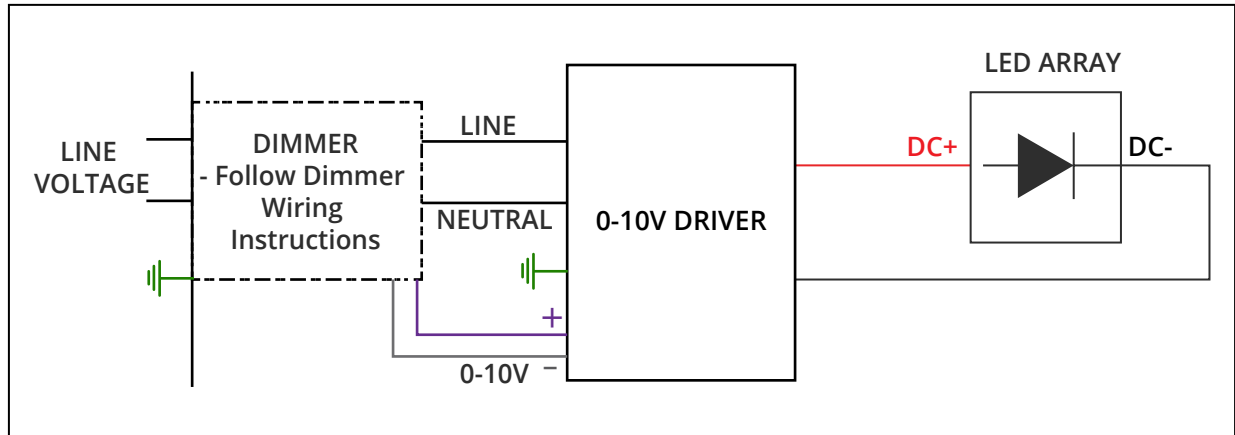 LED ARRAY
LINE
VOLTAGE
DIMMER
- Follow Dimmer
Wiring
Instructions
LINE
NEUTRAL
+
0-10V –
0-10V DRIVER
DC+
DC-